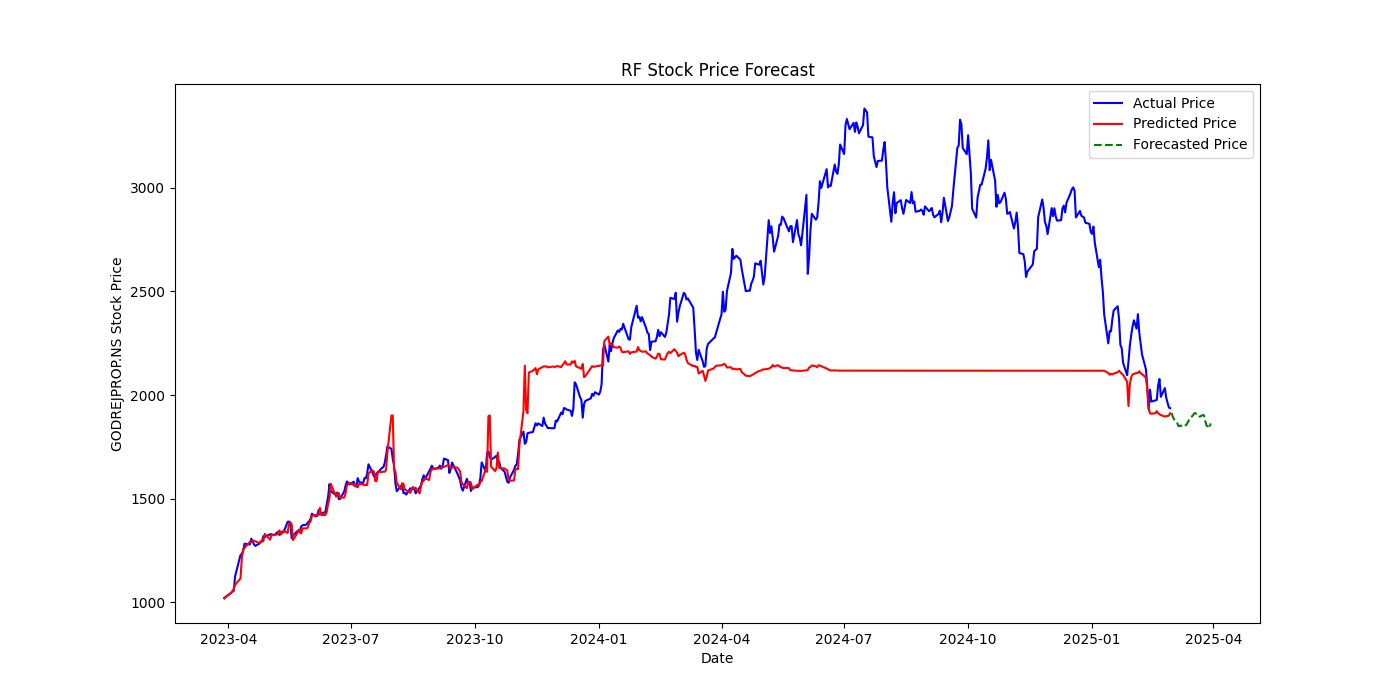 RF Stock Price Forecast
Actual Price
Predicted Price
Forecasted Price
GODREJPROP.NS Stock Price
3000
2500
2000
1500
1000
2023-04 2023-07 2023-10 2024-01 2024-04 2024-07 2024-10 2025-01 2025-04
Date